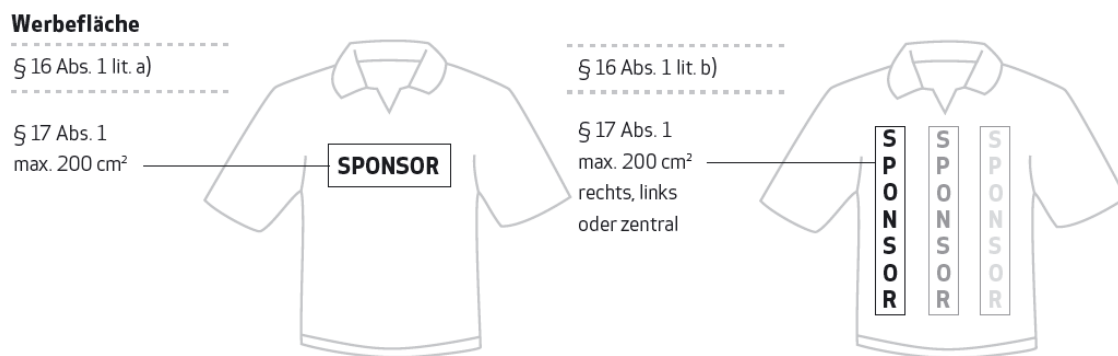 Werbefläche
§ 16 Abs. 1 lit. a)
§ 17 Abs. 1
max. 200 cm²
SPONSOR
§ 16 Abs. 1 lit. b)
§ 17 Abs. 1
max. 200 cm²
rechts, links
oder zentral
SPONSOR
SPONSOR
SPONSOR